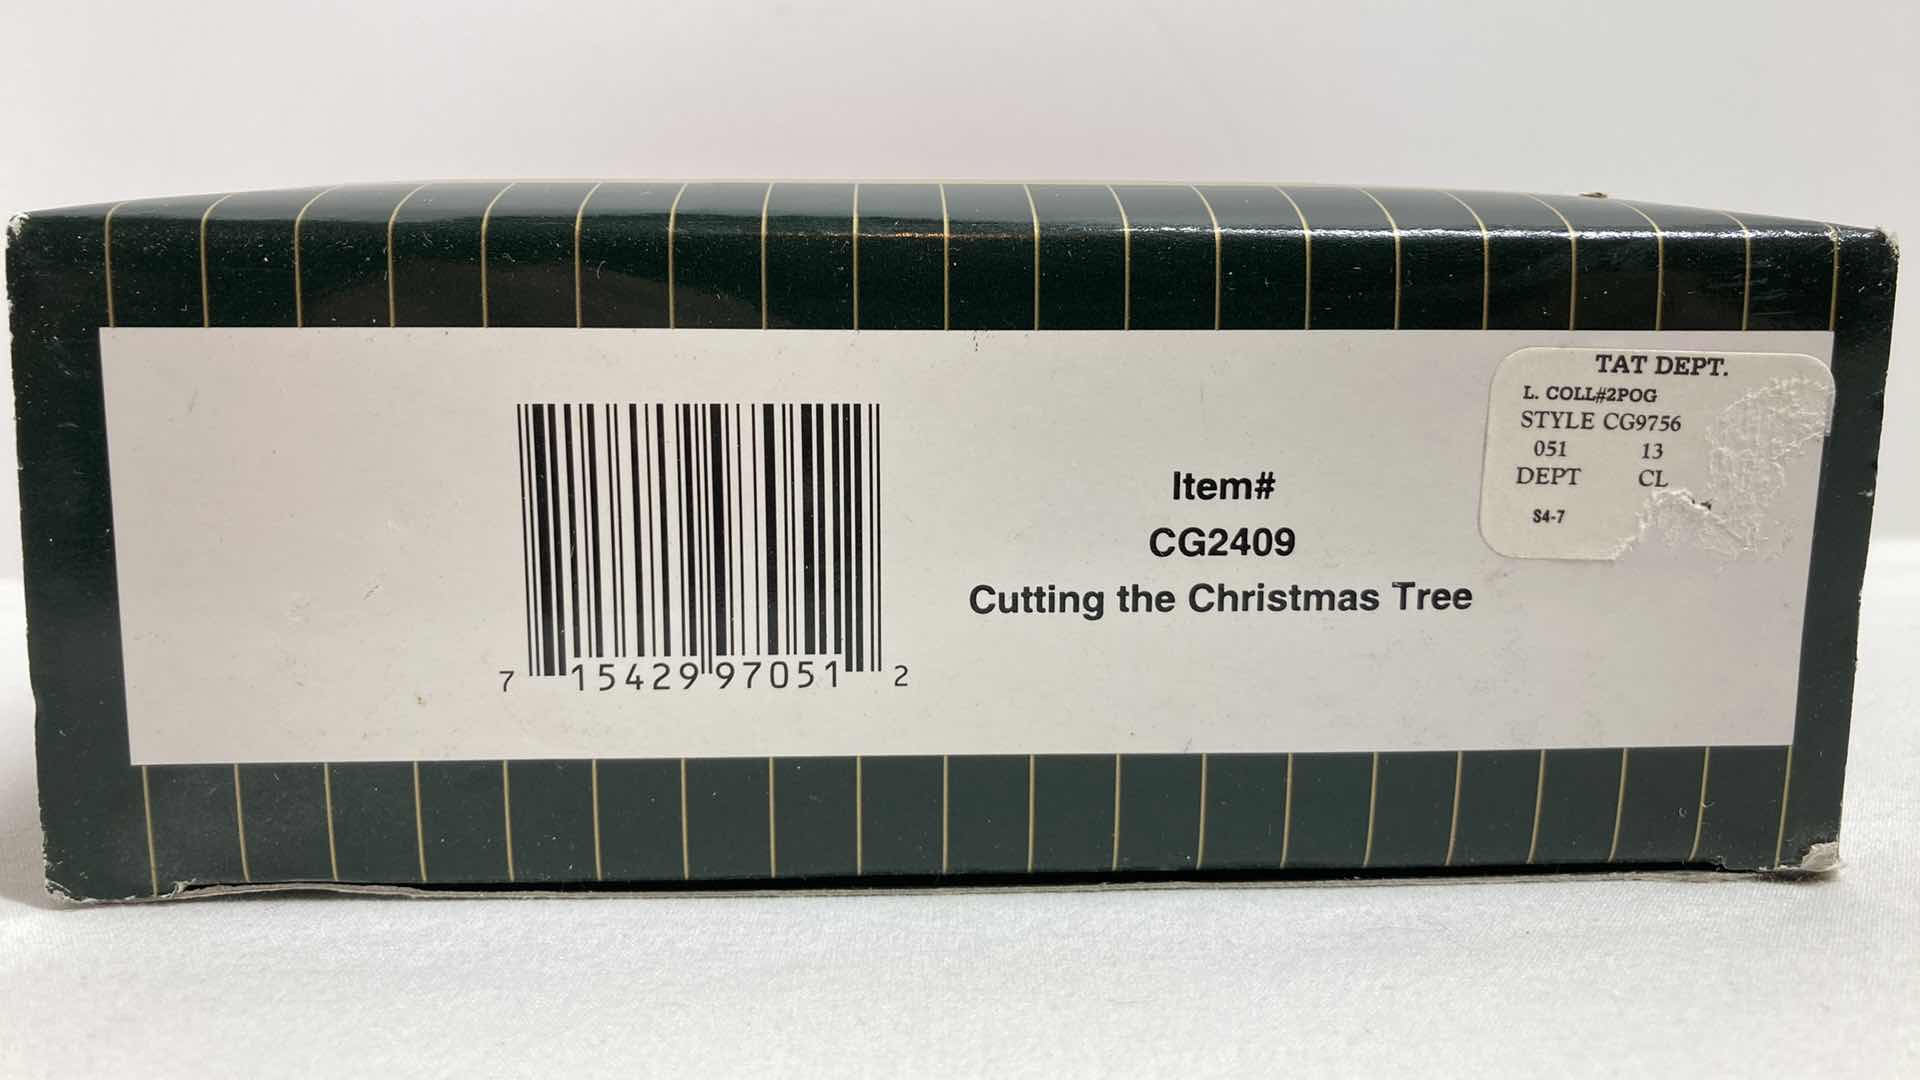 TAT DEPT.
L. COLL#2POG
STYLE CG9756
051 13
DEPT CL
S4-7
Item#
CG2409
Cutting the Christmas Tree
7 15429 97051 2